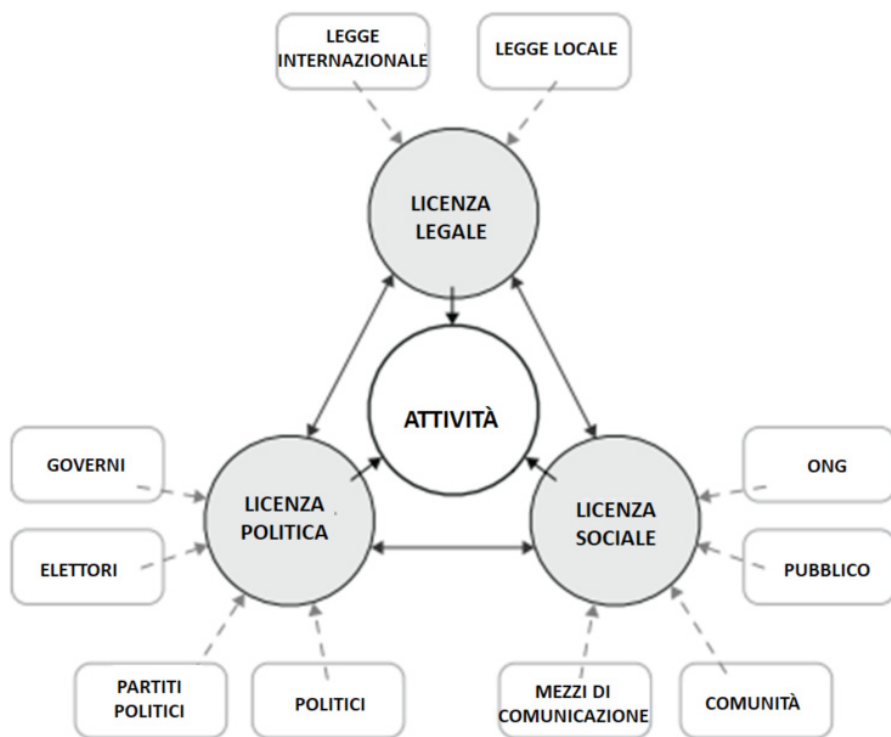 LEGGE
INTERNAZIONALE
LEGGE LOCALE
LICENZA
LEGALE
ATTIVITÀ
GOVERNI
ELETTORI
LICENZA
POLITICA
LICENZA
SOCIALE
ONG
PUBBLICO
PARTITI
POLITICI
POLITICI
MEZZI DI
COMUNICAZIONE
COMUNITÀ